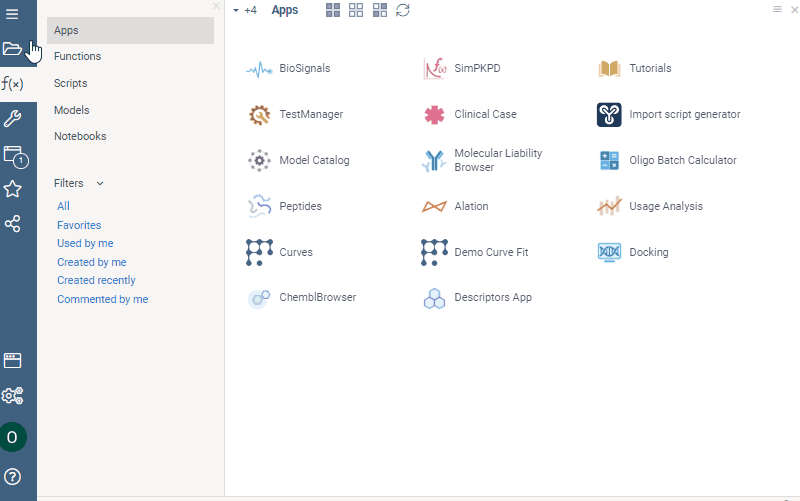 f(x)
1
O
Apps
Functions
Scripts
Models
Notebooks
Filters
All
Favorites
Used by me
Created by me
Created recently
Commented by me
+4 Apps
BioSignals
SimPKPD
Tutorials
TestManager
Clinical Case
Import script generator
Model Catalog
Molecular Liability
Browser
Oligo Batch Calculator
Peptides
Alation
Usage Analysis
Curves
Demo Curve Fit
Docking
ChemblBrowser
Descriptors App